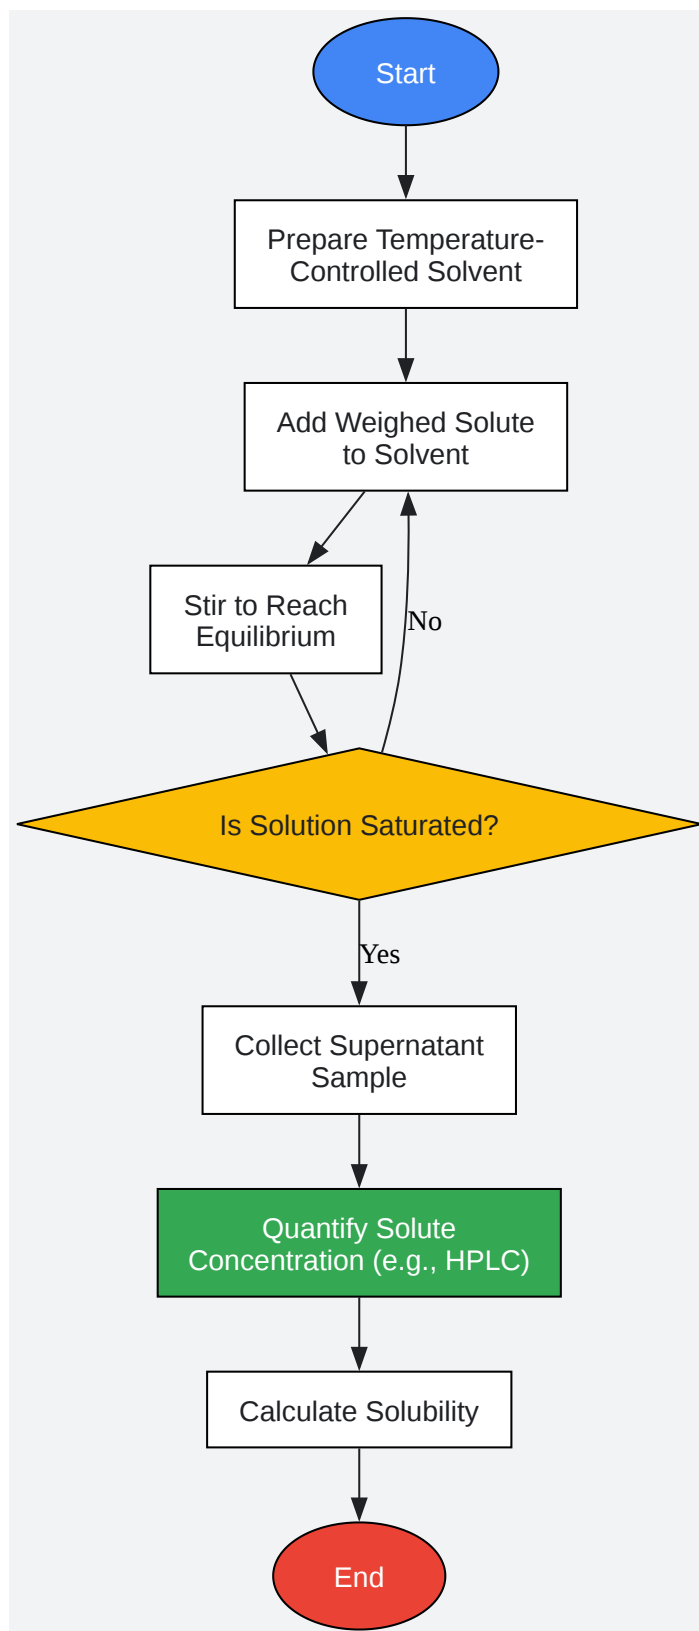 Start
Prepare Temperature-
Controlled Solvent
Add Weighed Solute
to Solvent
Stir to Reach
Equilibrium
No
Is Solution Saturated?
Yes
Collect Supernatant
Sample
Quantify Solute
Concentration (e.g., HPLC)
Calculate Solubility
End